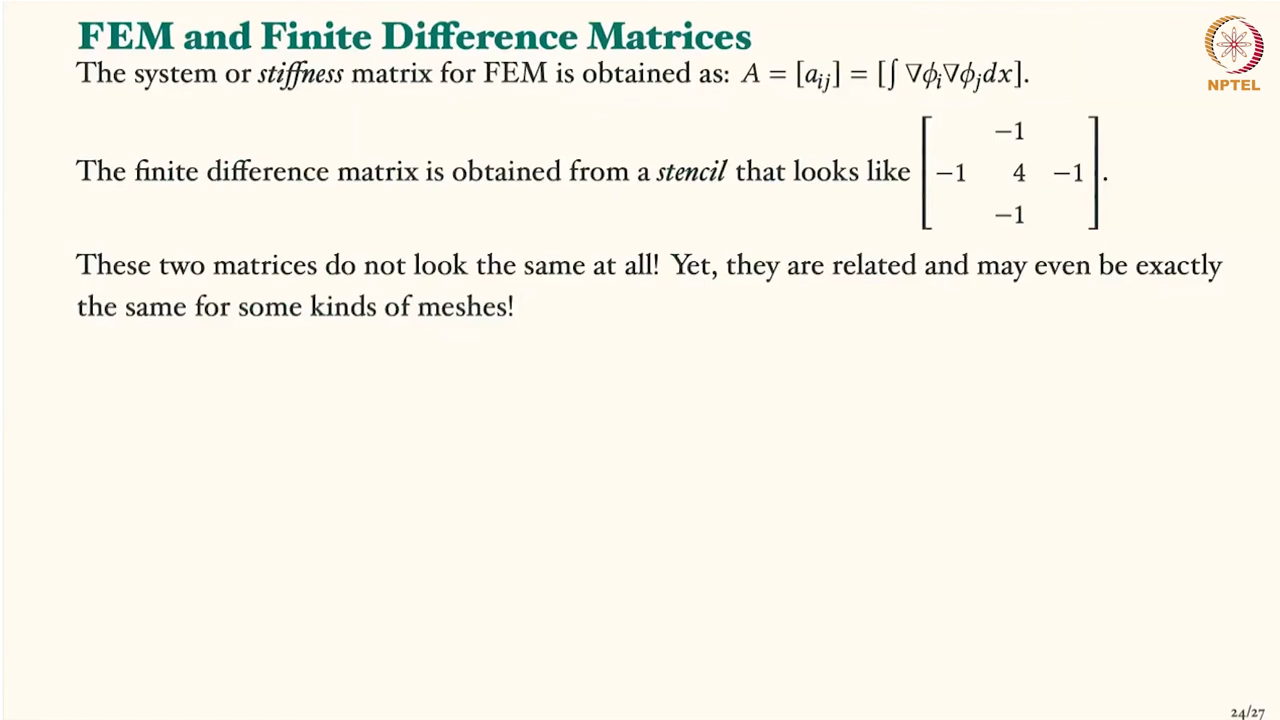 FEM and Finite Difference Matrices
NPTEL
The system or stiffness matrix for FEM is obtained as: A = [aᵢⱼ] = [∫ ∇ϕᵢ∇ϕⱼdx].
−1
The finite difference matrix is obtained from a stencil that looks like [−1 4 −1].
−1
These two matrices do not look the same at all! Yet, they are related and may even be exactly
the same for some kinds of meshes!
24/27